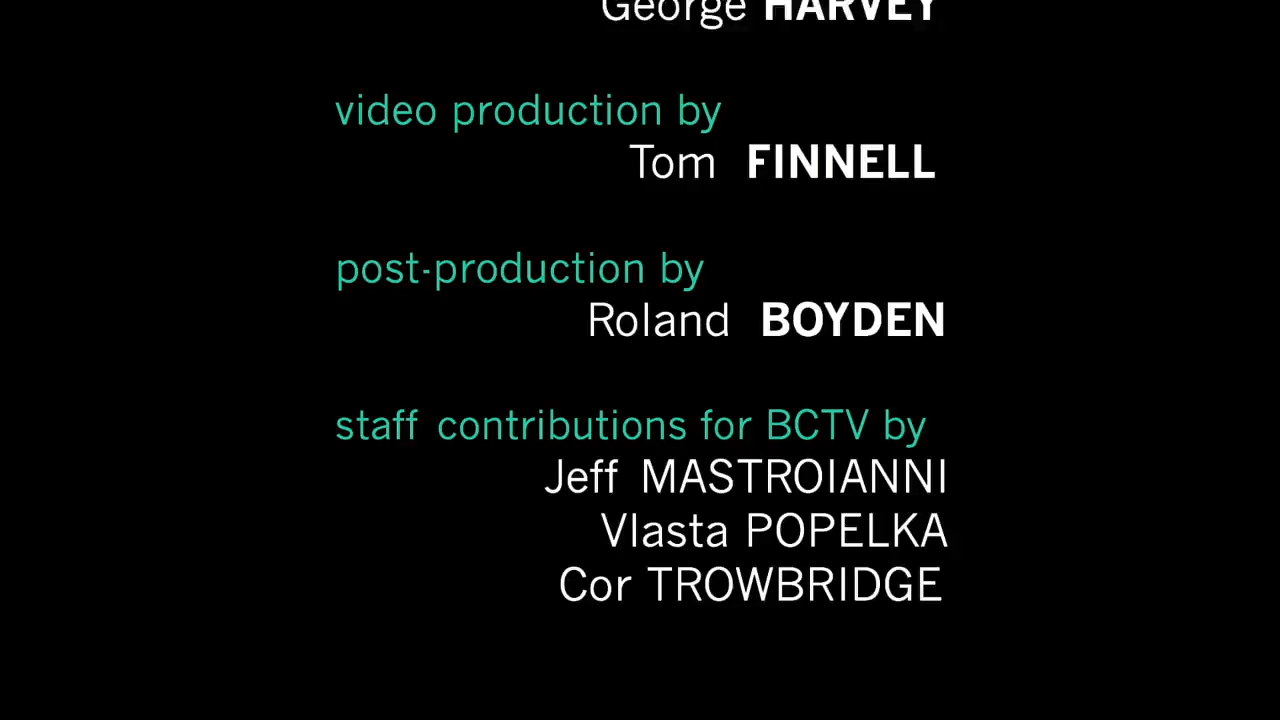 George HARVEY
video production by
Tom FINNELL
post-production by
Roland BOYDEN
staff contributions for BCTV by
Jeff MASTROIANNI
Vlasta POPELKA
Cor TROWBRIDGE